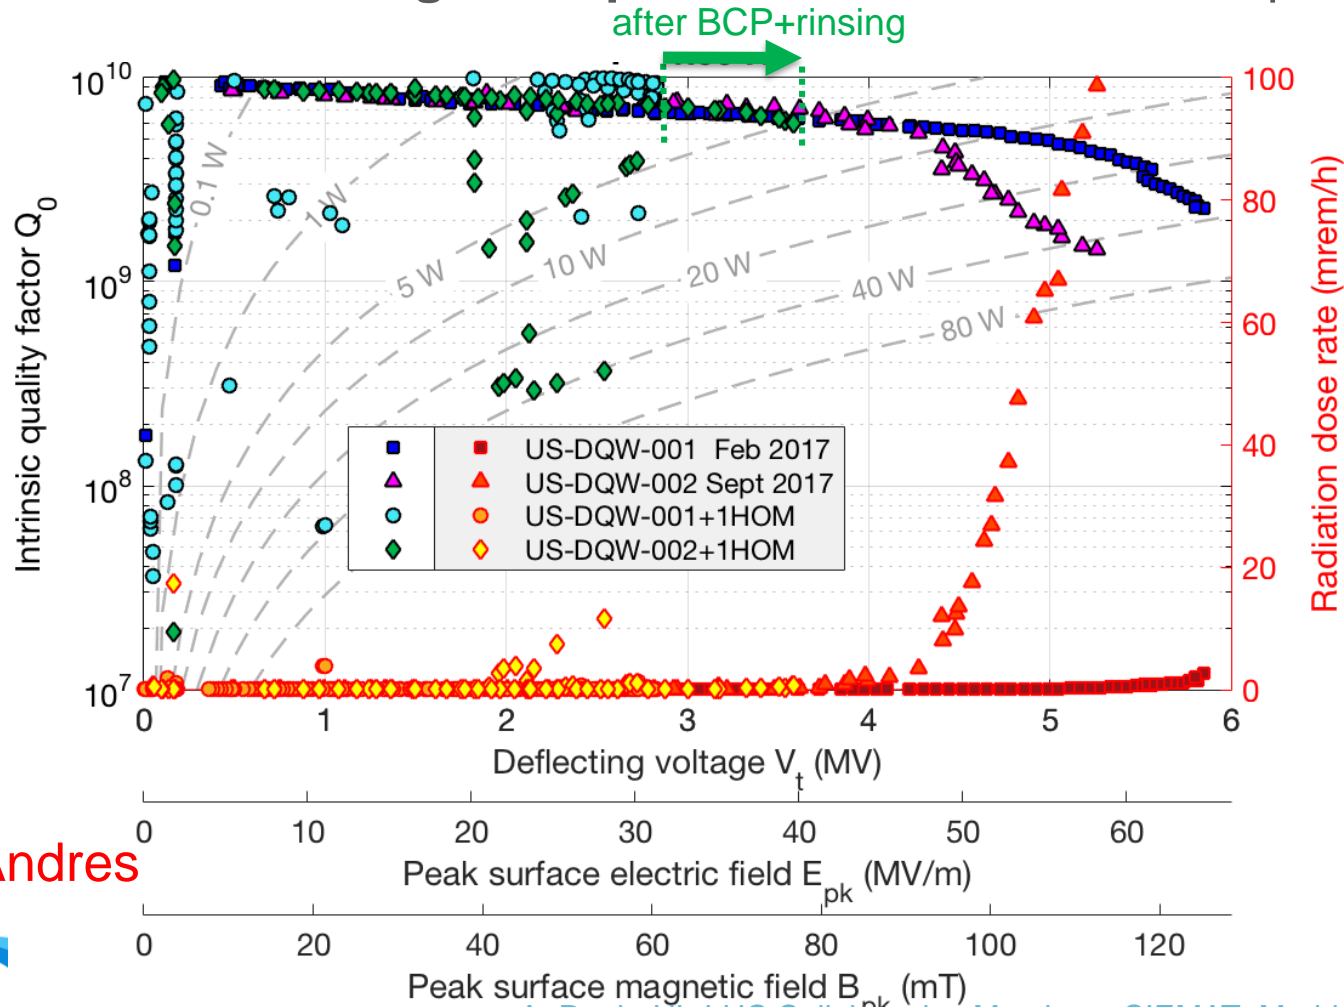 after BCP+rinsing
10^10
10^9
10^8
10^7
Intrinsic quality factor Q_0
0.1 W
1 W
5 W
10 W
20 W
40 W
80 W
100
80
60
40
20
0
Radiation dose rate (mrem/h)
US-DQW-001 Feb 2017
US-DQW-002 Sept 2017
US-DQW-001+1HOM
US-DQW-002+1HOM
0 1 2 3 4 5 6
Deflecting voltage V_t (MV)
0 10 20 30 40 50 60
Andres
Peak surface electric field E_pk (MV/m)
0 20 40 60 80 100 120
Peak surface magnetic field B_pk (mT)